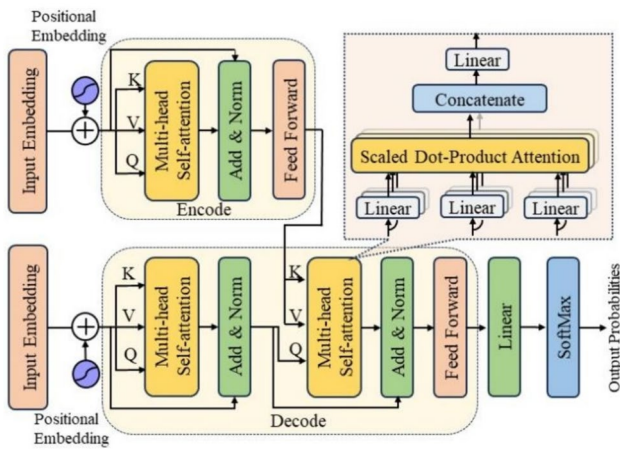 Positional
Embedding
Input Embedding
K
V
Q
Multi-head
Self-attention
Add & Norm
Feed Forward
Encode
Linear
Concatenate
Scaled Dot-Product Attention
Linear
Linear
Linear
Input Embedding
K
V
Q
Multi-head
Self-attention
Add & Norm
K
V
Q
Multi-head
Self-attention
Add & Norm
Feed Forward
Linear
SoftMax
Output Probabilities
Positional
Embedding
Decode